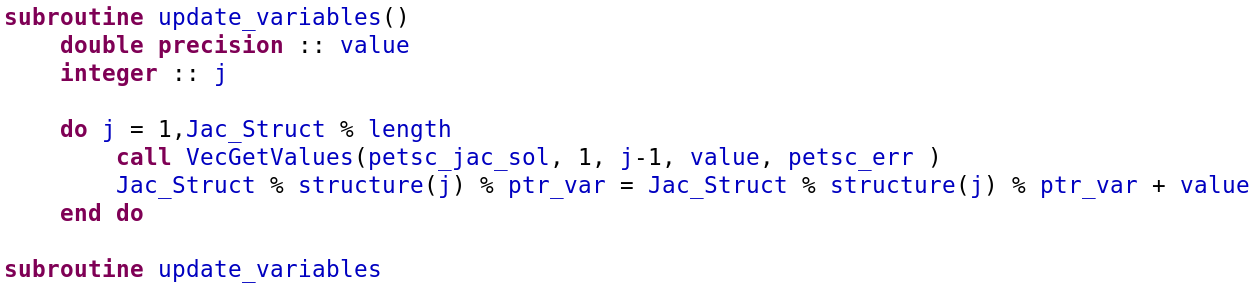 subroutine update_variables()
    double precision :: value
    integer :: j

    do j = 1,Jac_Struct % length
        call VecGetValues(petsc_jac_sol, 1, j-1, value, petsc_err )
        Jac_Struct % structure(j) % ptr_var = Jac_Struct % structure(j) % ptr_var + value
    end do

subroutine update_variables